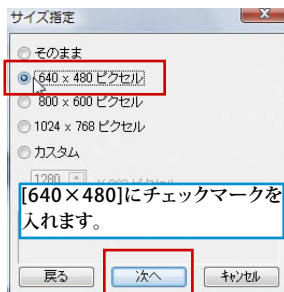 サイズ指定
そのまま
640 x 480 ピクセル
800 x 600 ピクセル
1024 x 768 ピクセル
カスタム
1280
[640×480]にチェックマークを
入れます。
戻る 次へ キャンセル